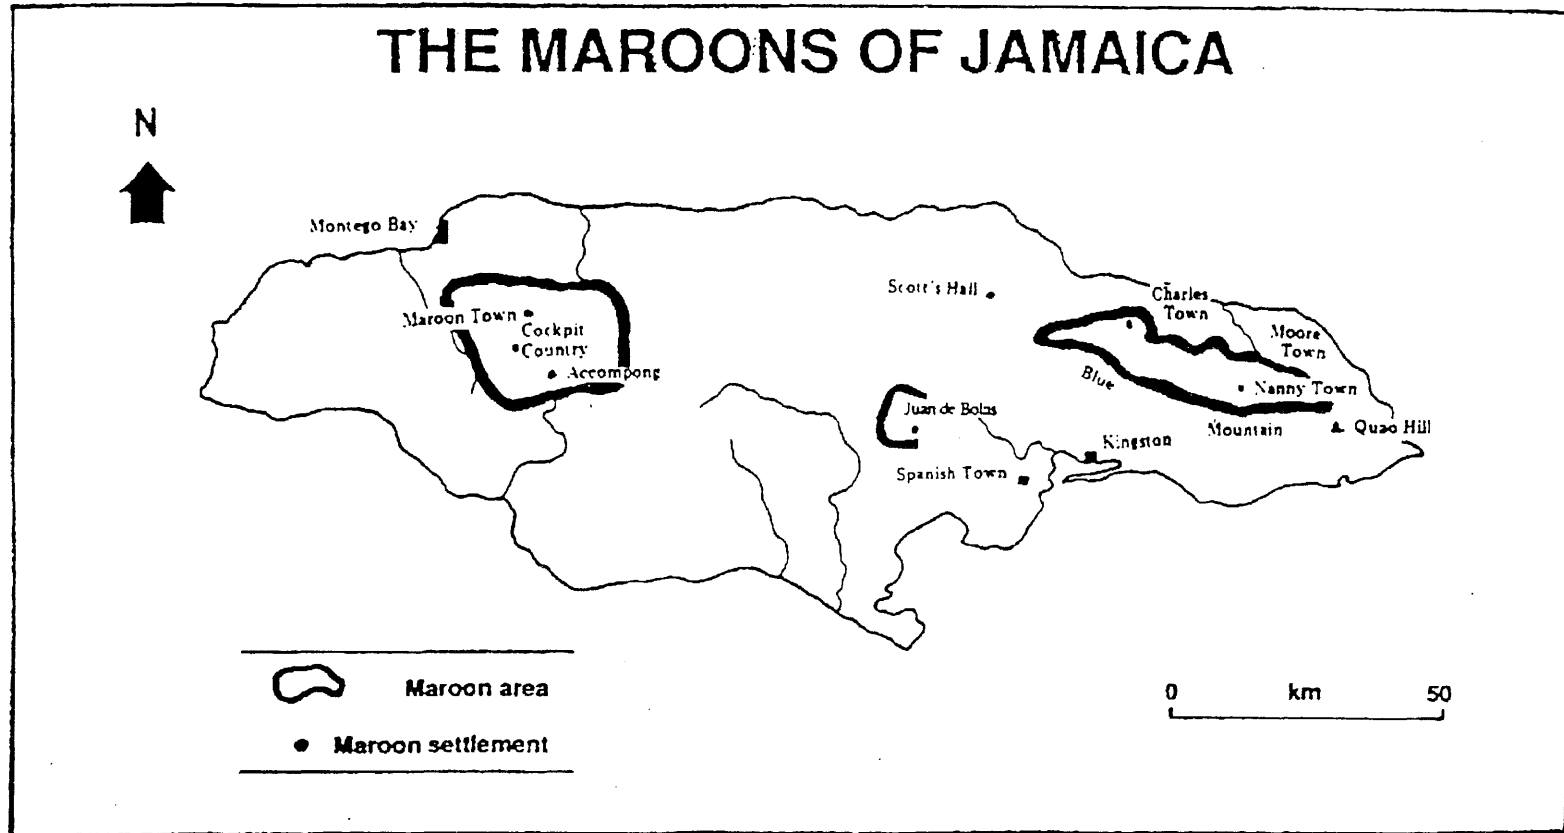 THE MAROONS OF JAMAICA
N
Montego Bay
Scott's Hall
Charles
Town
Maroon Town
Cockpit
Country
Moore
Town
Accompong
Blue
Nanny Town
Juan de Bolas
Mountain
Quao Hill
Kingston
Spanish Town
Maroon area
0 km 50
Maroon settlement